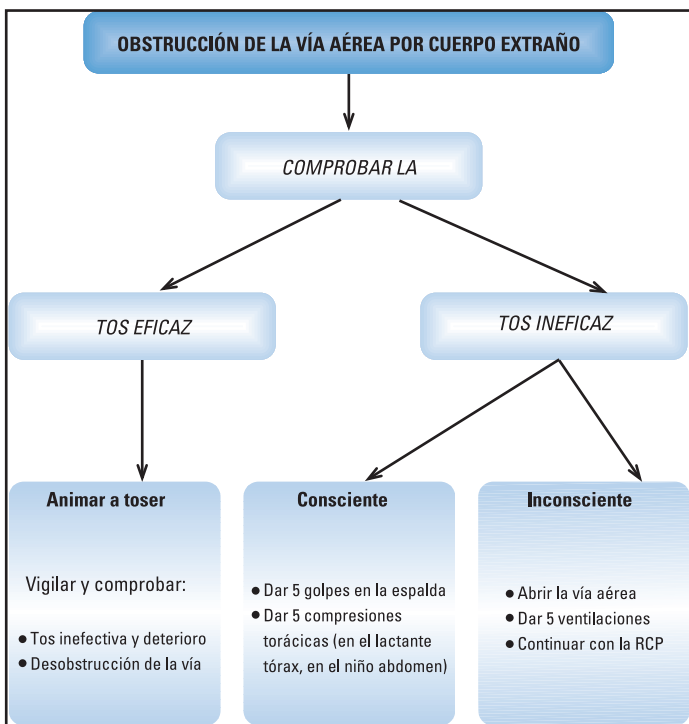 OBSTRUCCIÓN DE LA VÍA AÉREA POR CUERPO EXTRAÑO
COMPROBAR LA
TOS EFICAZ
TOS INEFICAZ
Animar a toser
Vigilar y comprobar:
● Tos inefectiva y deterioro
● Desobstrucción de la vía
Consciente
● Dar 5 golpes en la espalda
● Dar 5 compresiones
torácicas (en el lactante
tórax, en el niño abdomen)
Inconsciente
● Abrir la vía aérea
● Dar 5 ventilaciones
● Continuar con la RCP